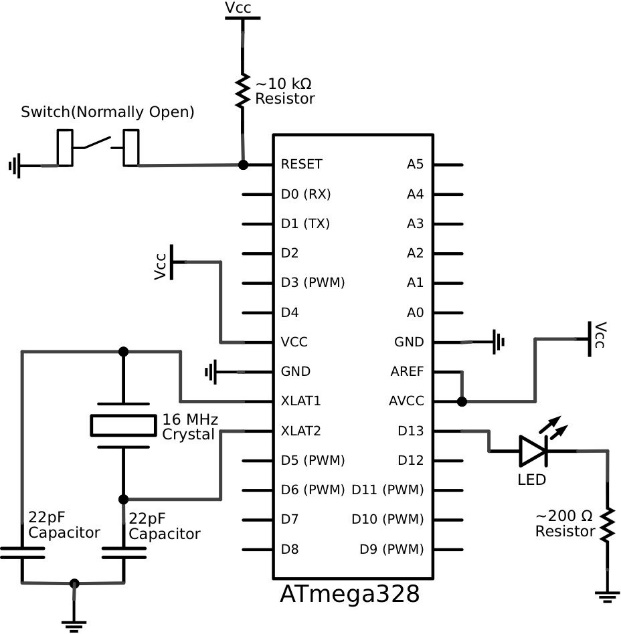 Vcc
~10 kΩ
Resistor
Switch(Normally Open)
RESET
D0 (RX)
D1 (TX)
D2
D3 (PWM)
D4
VCC
GND
XLAT1
XLAT2
D5 (PWM)
D6 (PWM)
D7
D8
A5
A4
A3
A2
A1
A0
GND
AREF
AVCC
D13
D12
D11 (PWM)
D10 (PWM)
D9 (PWM)
Vcc
Vcc
16 MHz
Crystal
22pF
Capacitor
22pF
Capacitor
LED
~200 Ω
Resistor
ATmega328